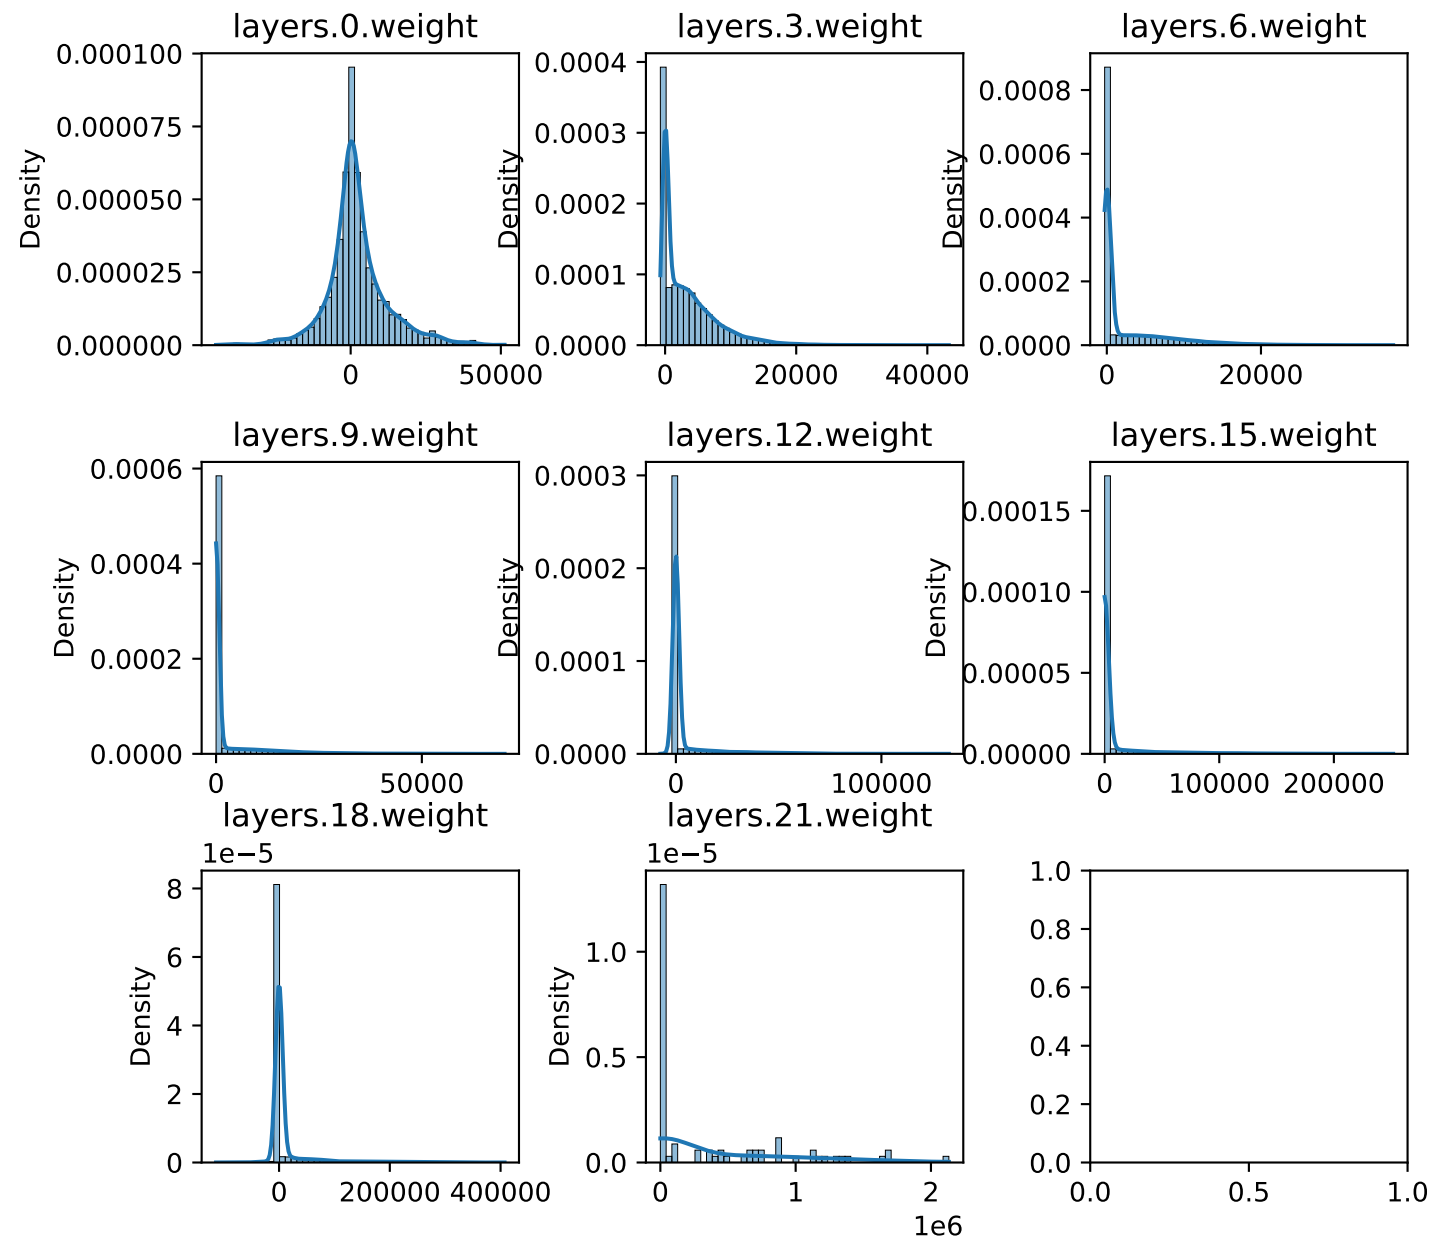 layers.0.weight
Density
0.000100
0.000075
0.000050
0.000025
0.000000
0 50000
layers.3.weight
Density
0.0004
0.0003
0.0002
0.0001
0.0000
0 20000 40000
layers.6.weight
Density
0.0008
0.0006
0.0004
0.0002
0.0000
0 20000
layers.9.weight
Density
0.0006
0.0004
0.0002
0.0000
0 50000
layers.12.weight
Density
0.0003
0.0002
0.0001
0.0000
0 100000
layers.15.weight
Density
0.00015
0.00010
0.00005
0.00000
0 100000 200000
layers.18.weight
1e−5
Density
8
6
4
2
0
0 200000 400000
layers.21.weight
1e−5
Density
1.0
0.5
0.0
0 1 2
1e6
1.0
0.8
0.6
0.4
0.2
0.0
0.0 0.5 1.0